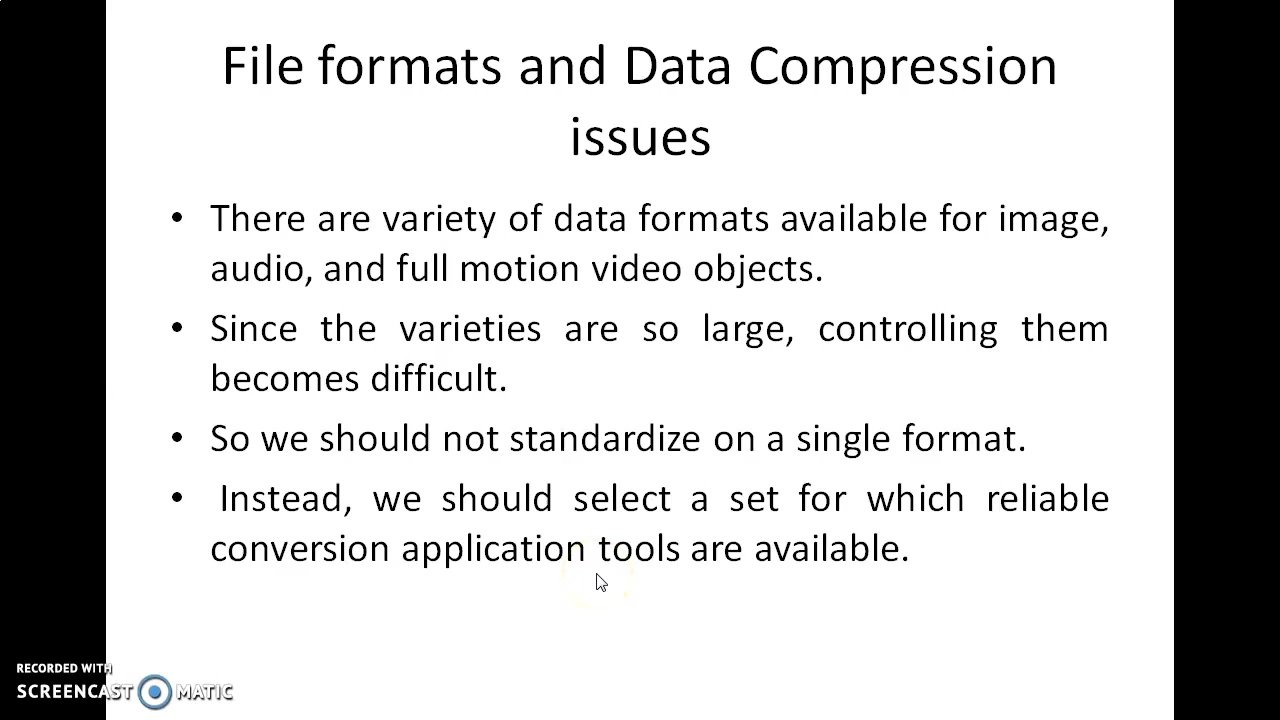 File formats and Data Compression
issues
• There are variety of data formats available for image,
audio, and full motion video objects.
• Since the varieties are so large, controlling them
becomes difficult.
• So we should not standardize on a single format.
• Instead, we should select a set for which reliable
conversion application tools are available.
RECORDED WITH
SCREENCAST MATIC